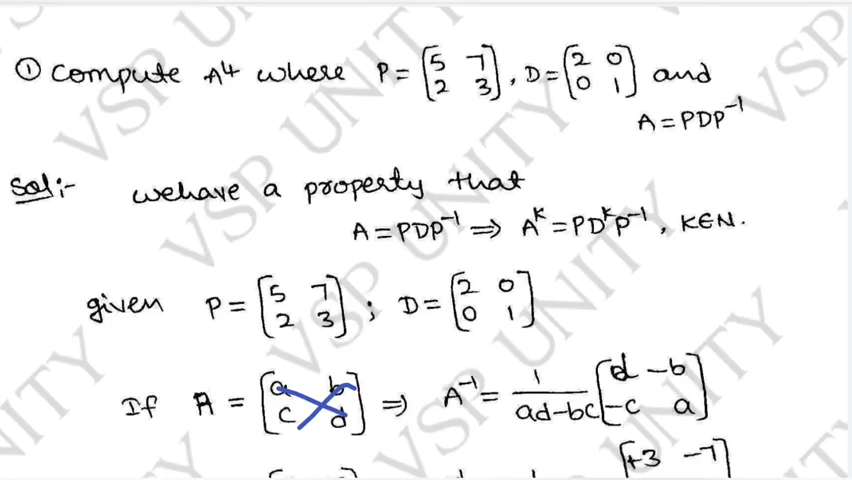 ① Compute A⁴ where P = [5 7; 2 3], D = [2 0; 0 1] and
A = PDP⁻¹
Sol:- We have a property that
A = PDP⁻¹ ⇒ Aᵏ = PDᵏP⁻¹, K∈N.
given P = [5 7; 2 3]; D = [2 0; 0 1]
If A = [a b; c d] ⇒ A⁻¹ = 1/(ad-bc) [d -b; -c a]
[+3 -7
VSP UNITY